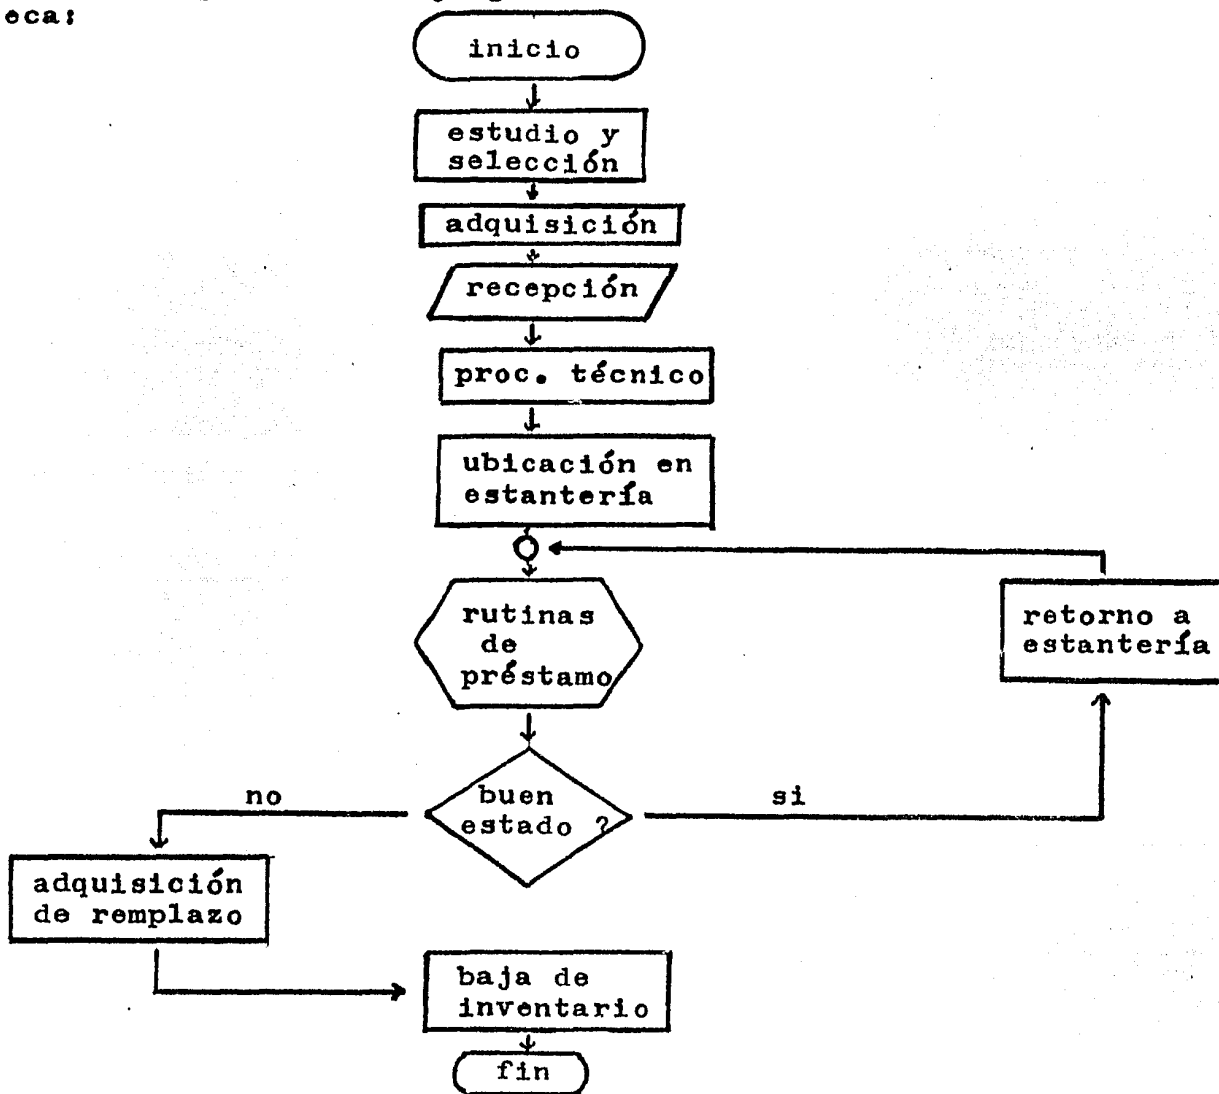 eca:
inicio
estudio y
selección
adquisición
recepción
proc. técnico
ubicación en
estantería
rutinas
de
préstamo
retorno a
estantería
buen
estado ?
no
si
adquisición
de remplazo
baja de
inventario
fin